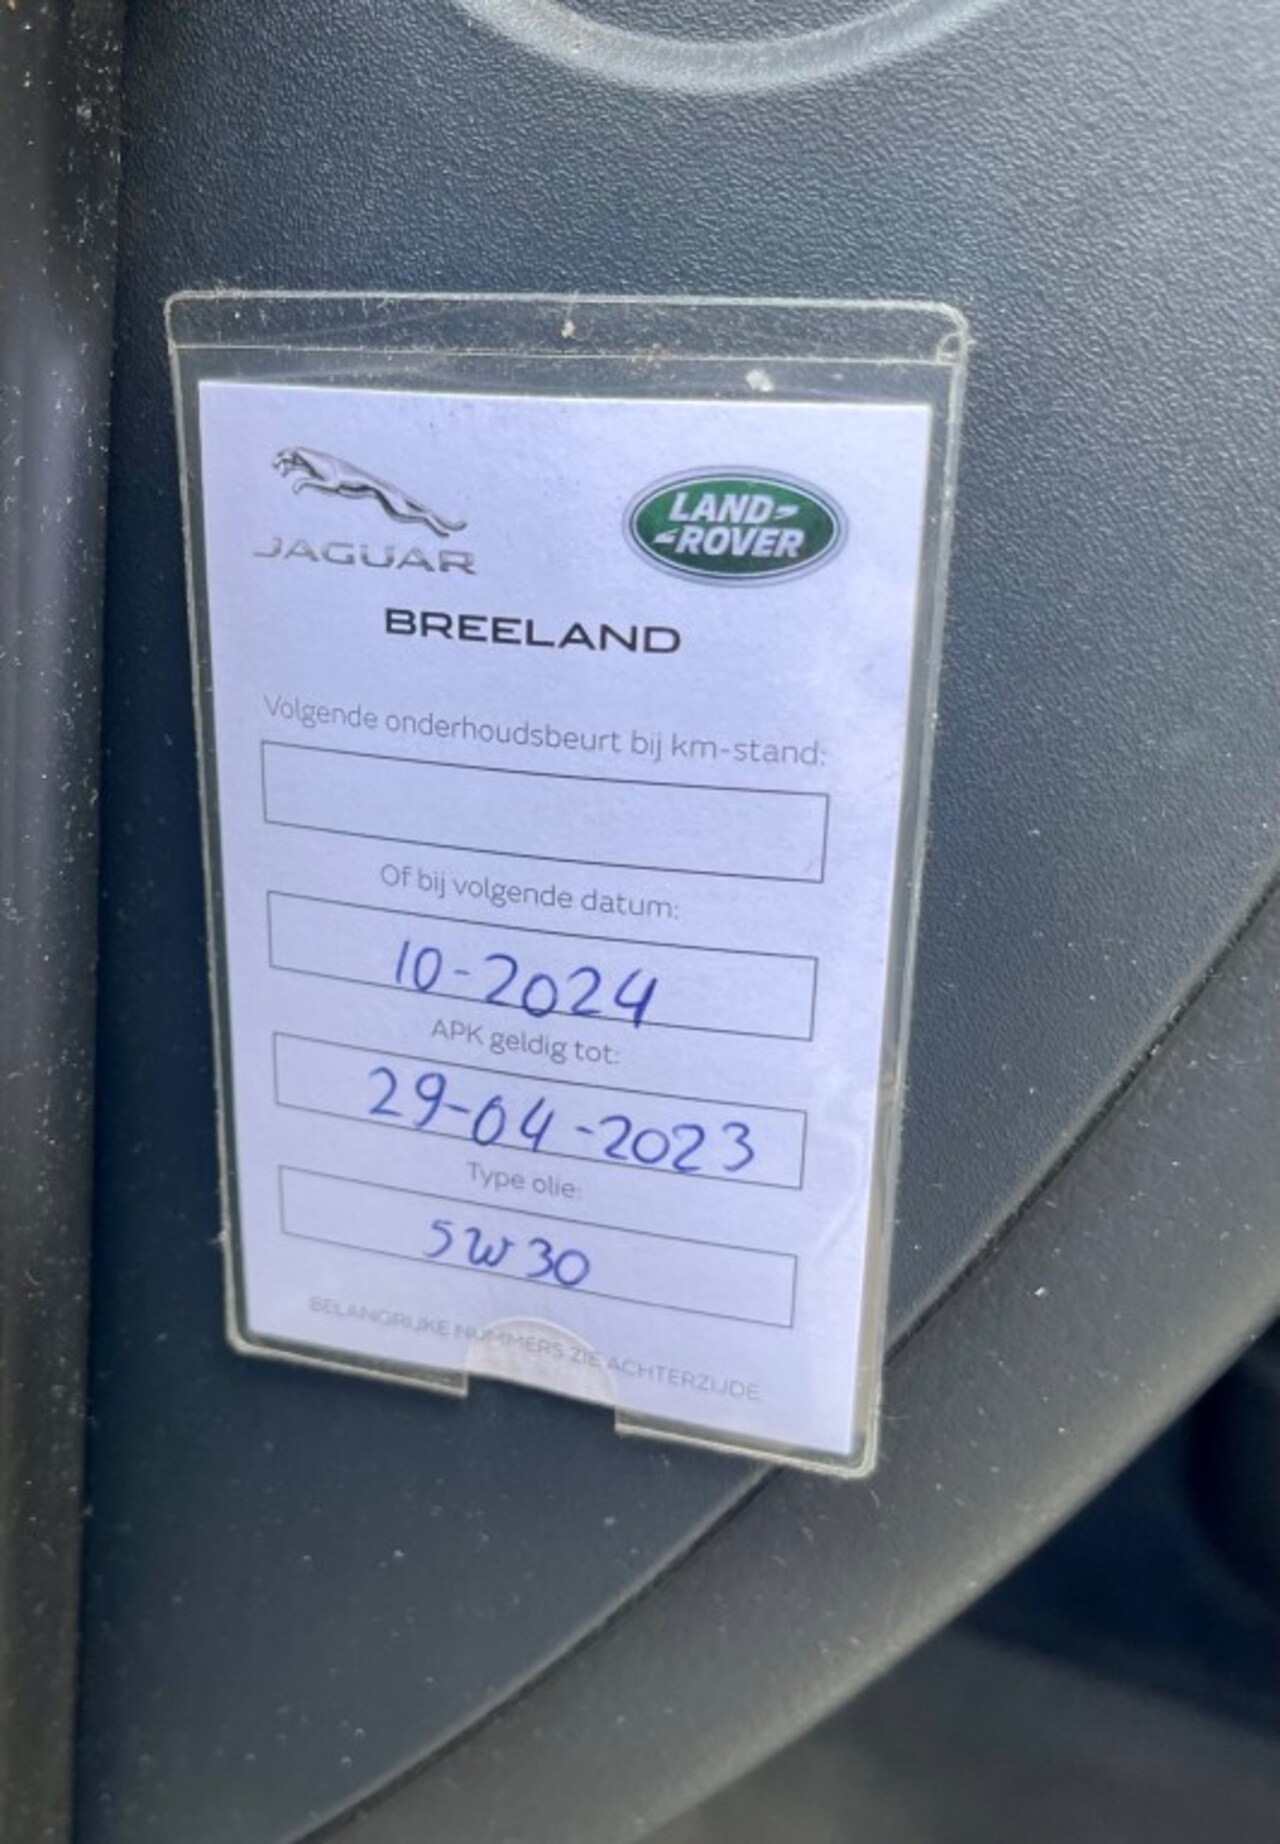 JAGUAR
LAND-
-ROVER
BREELAND
Volgende onderhoudsbeurt bij km-stand:
Of bij volgende datum:
10-2024
APK geldig tot:
29-04-2023
Type olie:
5W30
BELANGRIJKE NUMMERS ZIE ACHTERZIJDE